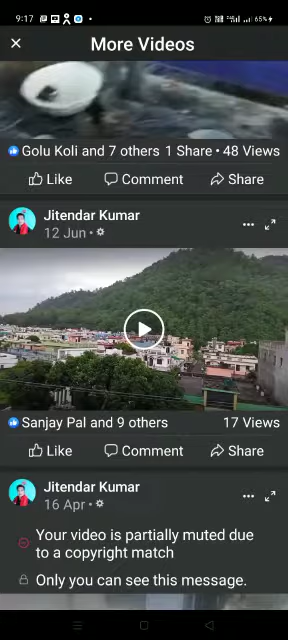 9:17 65%
More Videos
Golu Koli and 7 others 1 Share • 48 Views
Like Comment Share
Jitendar Kumar
12 Jun •
Sanjay Pal and 9 others 17 Views
Like Comment Share
Jitendar Kumar
16 Apr •
Your video is partially muted due
to a copyright match
Only you can see this message.